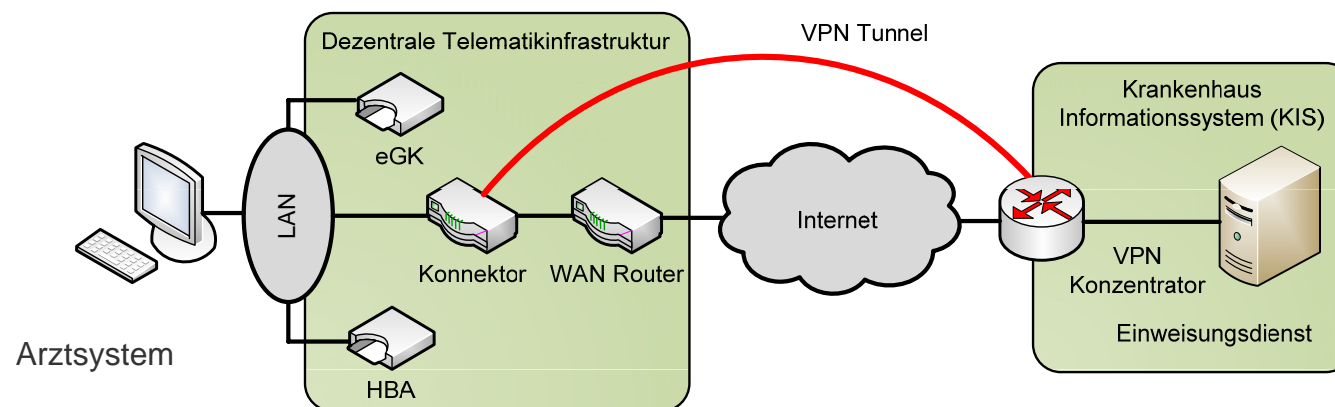 Dezentrale Telematikinfrastruktur
VPN Tunnel
Krankenhaus
Informationssystem (KIS)
eGK
LAN
Internet
Konnektor
WAN Router
VPN
Konzentrator
Einweisungsdienst
Arztsystem
HBA